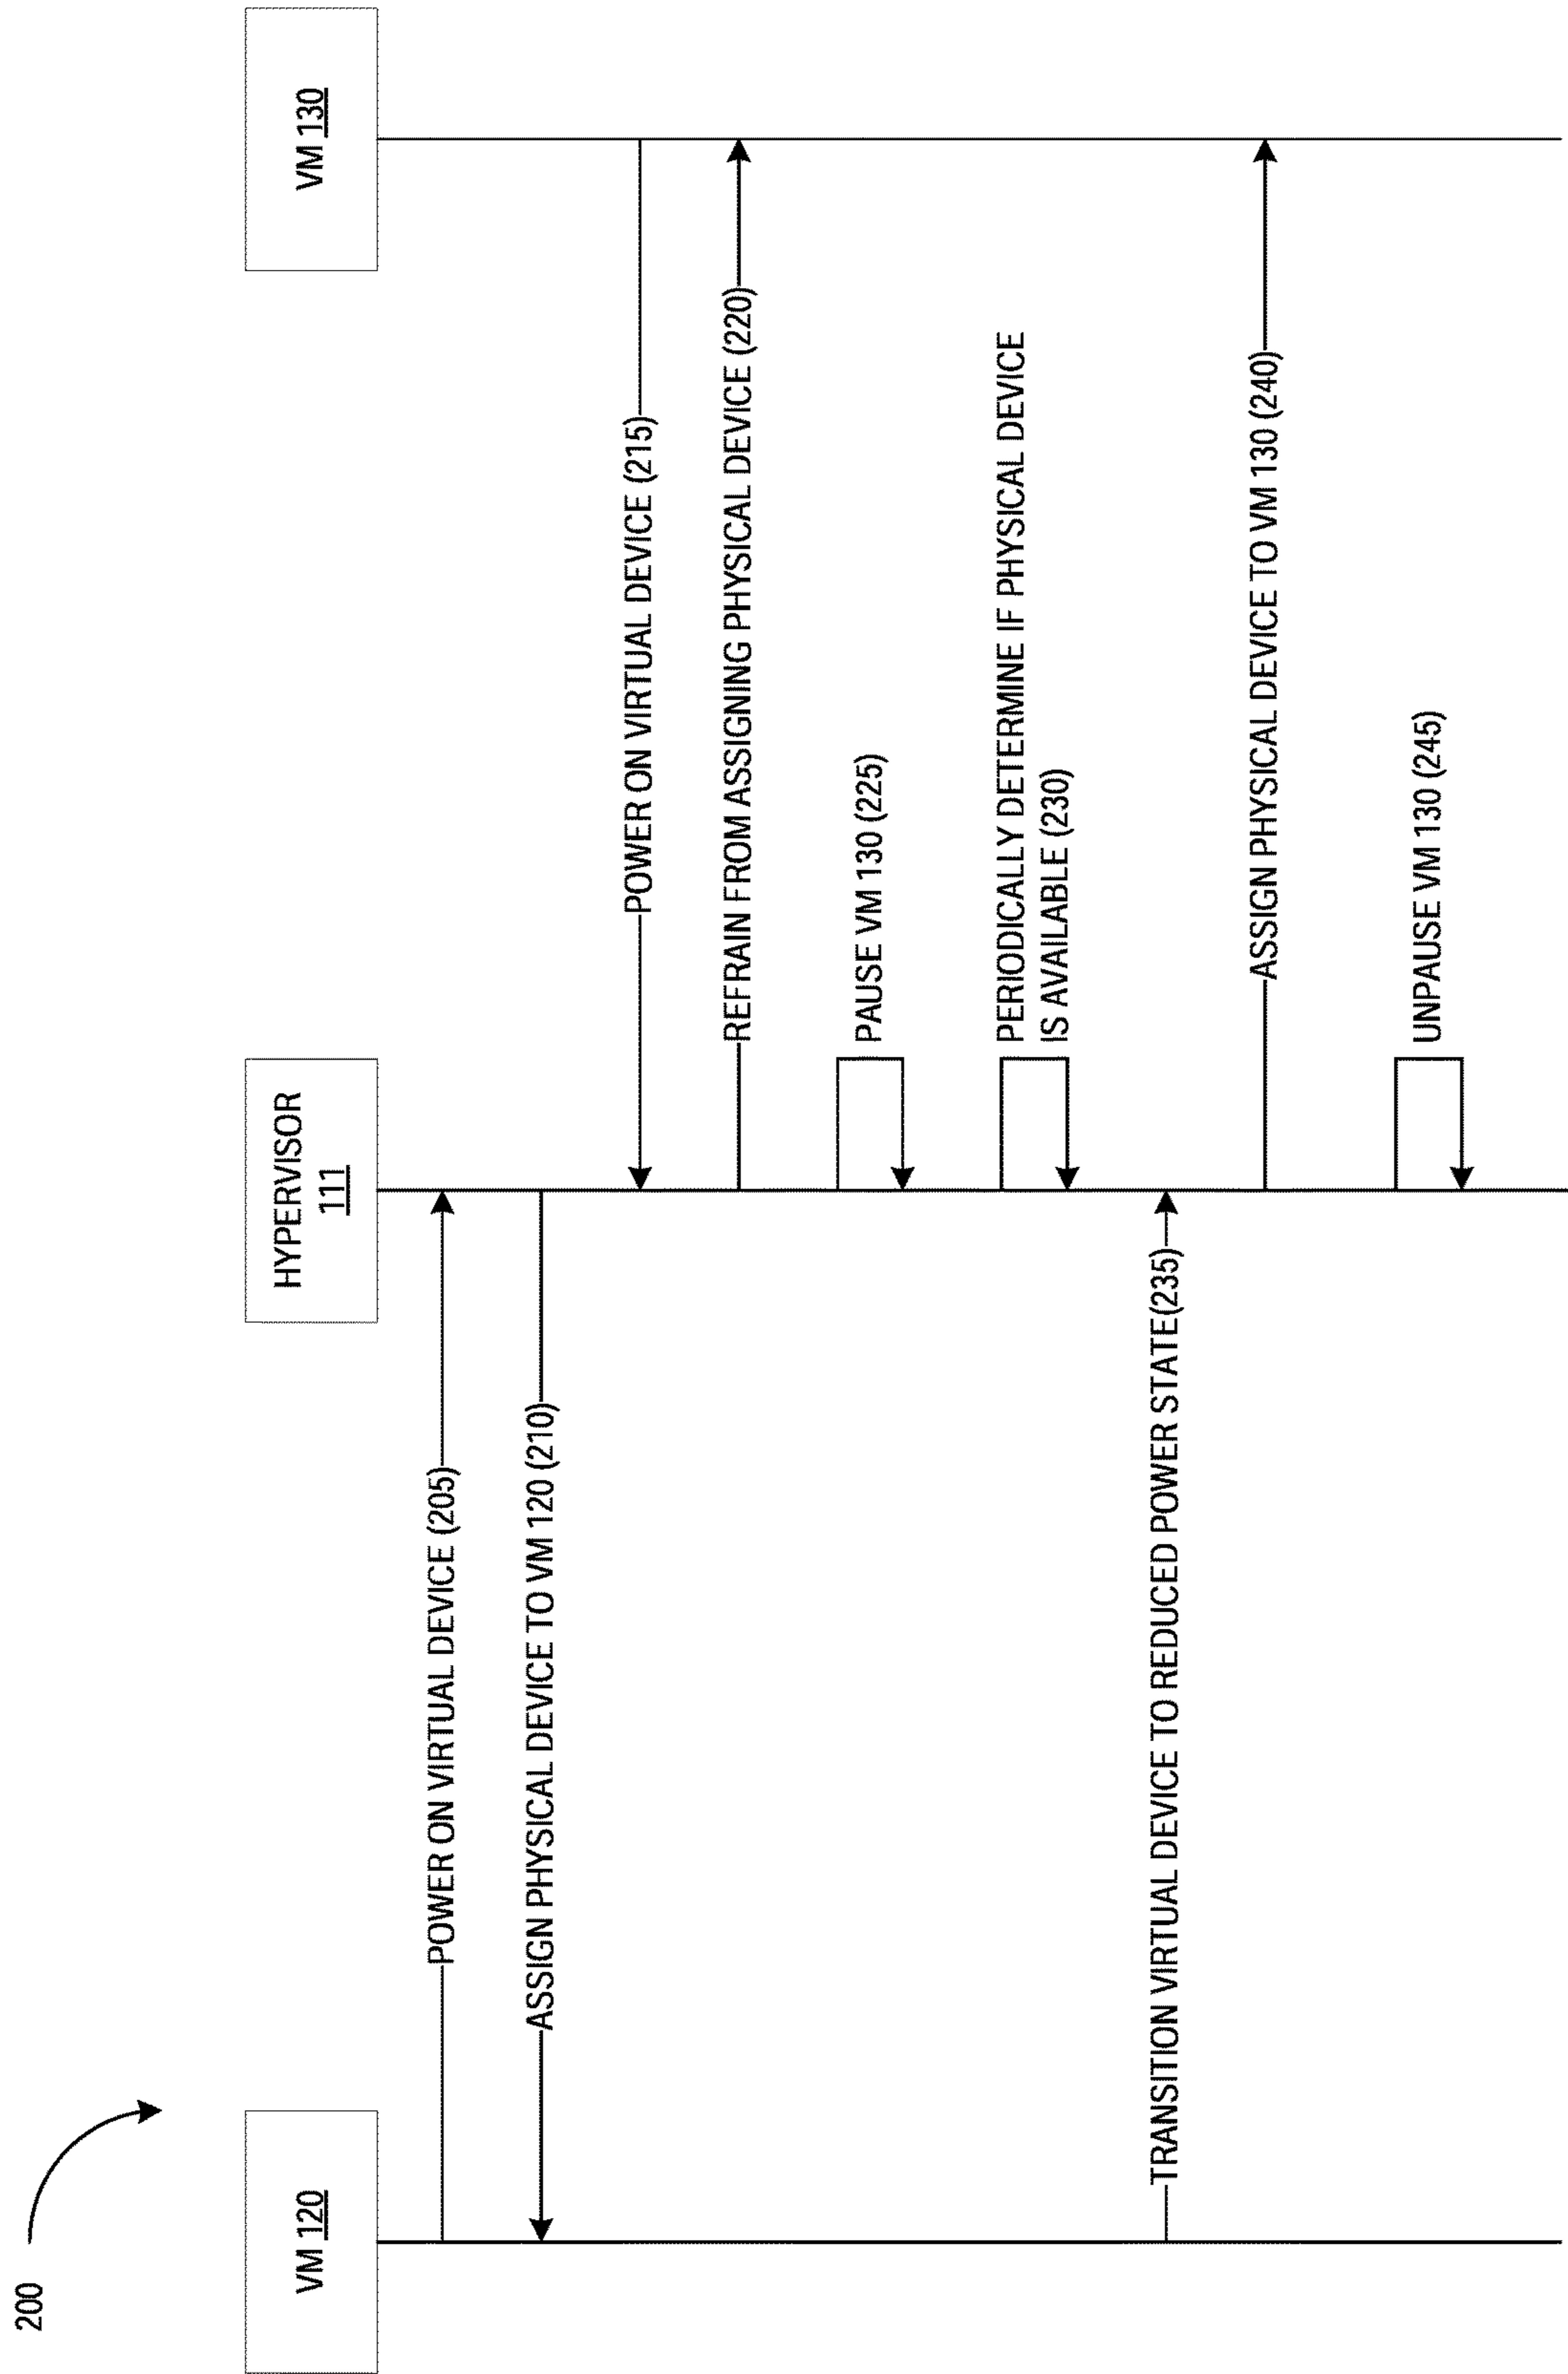 200
VM 120
HYPERVISOR
111
VM 130
POWER ON VIRTUAL DEVICE (205)
ASSIGN PHYSICAL DEVICE TO VM 120 (210)
POWER ON VIRTUAL DEVICE (215)
REFRAIN FROM ASSIGNING PHYSICAL DEVICE (220)
PAUSE VM 130 (225)
PERIODICALLY DETERMINE IF PHYSICAL DEVICE
IS AVAILABLE (230)
TRANSITION VIRTUAL DEVICE TO REDUCED POWER STATE(235)
ASSIGN PHYSICAL DEVICE TO VM 130 (240)
UNPAUSE VM 130 (245)